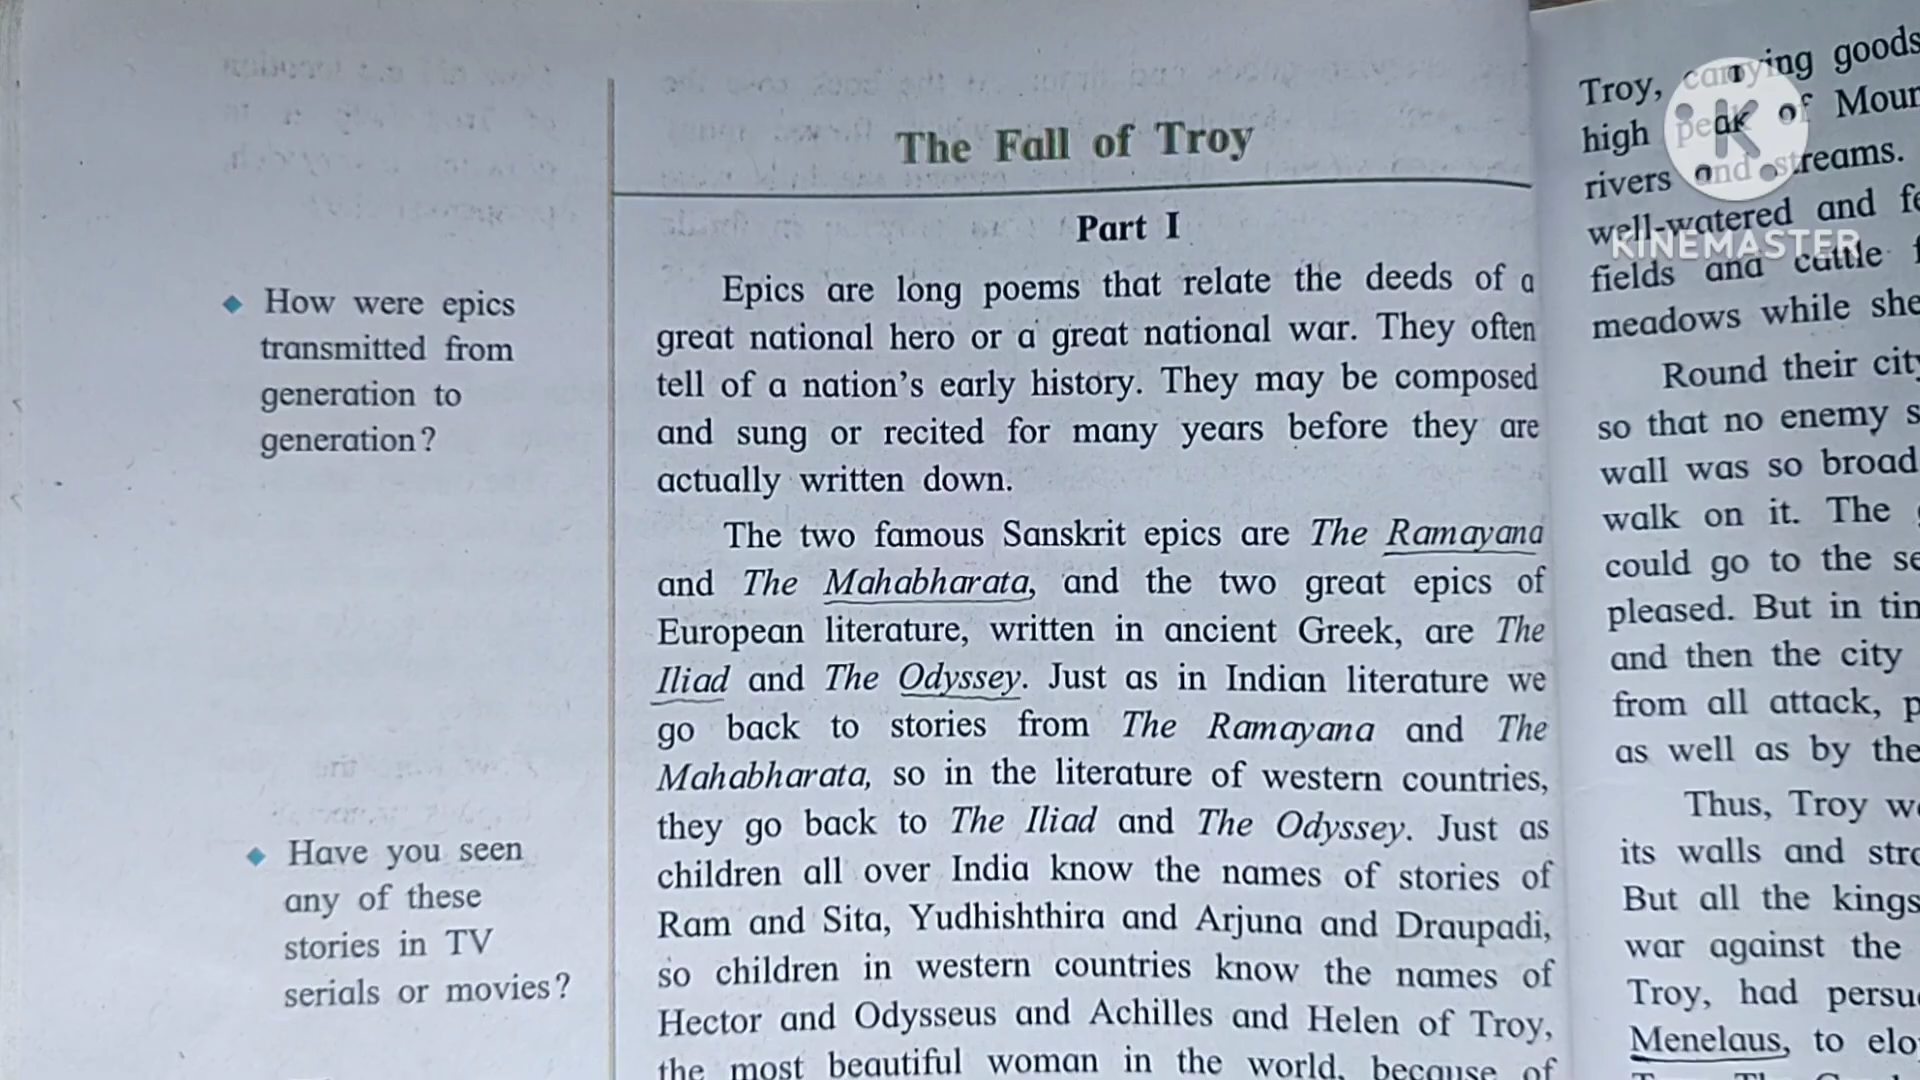 The Fall of Troy
Part I
How were epics
transmitted from
generation to
generation?
Have you seen
any of these
stories in TV
serials or movies?
Epics are long poems that relate the deeds of a
great national hero or a great national war. They often
tell of a nation's early history. They may be composed
and sung or recited for many years before they are
actually written down.
The two famous Sanskrit epics are The Ramayana
and The Mahabharata, and the two great epics of
European literature, written in ancient Greek, are The
Iliad and The Odyssey. Just as in Indian literature we
go back to stories from The Ramayana and The
Mahabharata, so in the literature of western countries,
they go back to The Iliad and The Odyssey. Just as
children all over India know the names of stories of
Ram and Sita, Yudhishthira and Arjuna and Draupadi,
so children in western countries know the names of
Hector and Odysseus and Achilles and Helen of Troy,
the most beautiful woman in the world, because of
Troy, carrying goods
high peak of
rivers and streams.
well-watered and
KINEMASTER
fields and cattle
meadows while
Round their city
so that no enemy
wall was so broad
walk on it. The
could go to the
pleased. But in
and then the city
from all attack,
as well as by the
Thus, Troy
its walls and
But all the kings
war against the
Troy, had
Menelaus, to